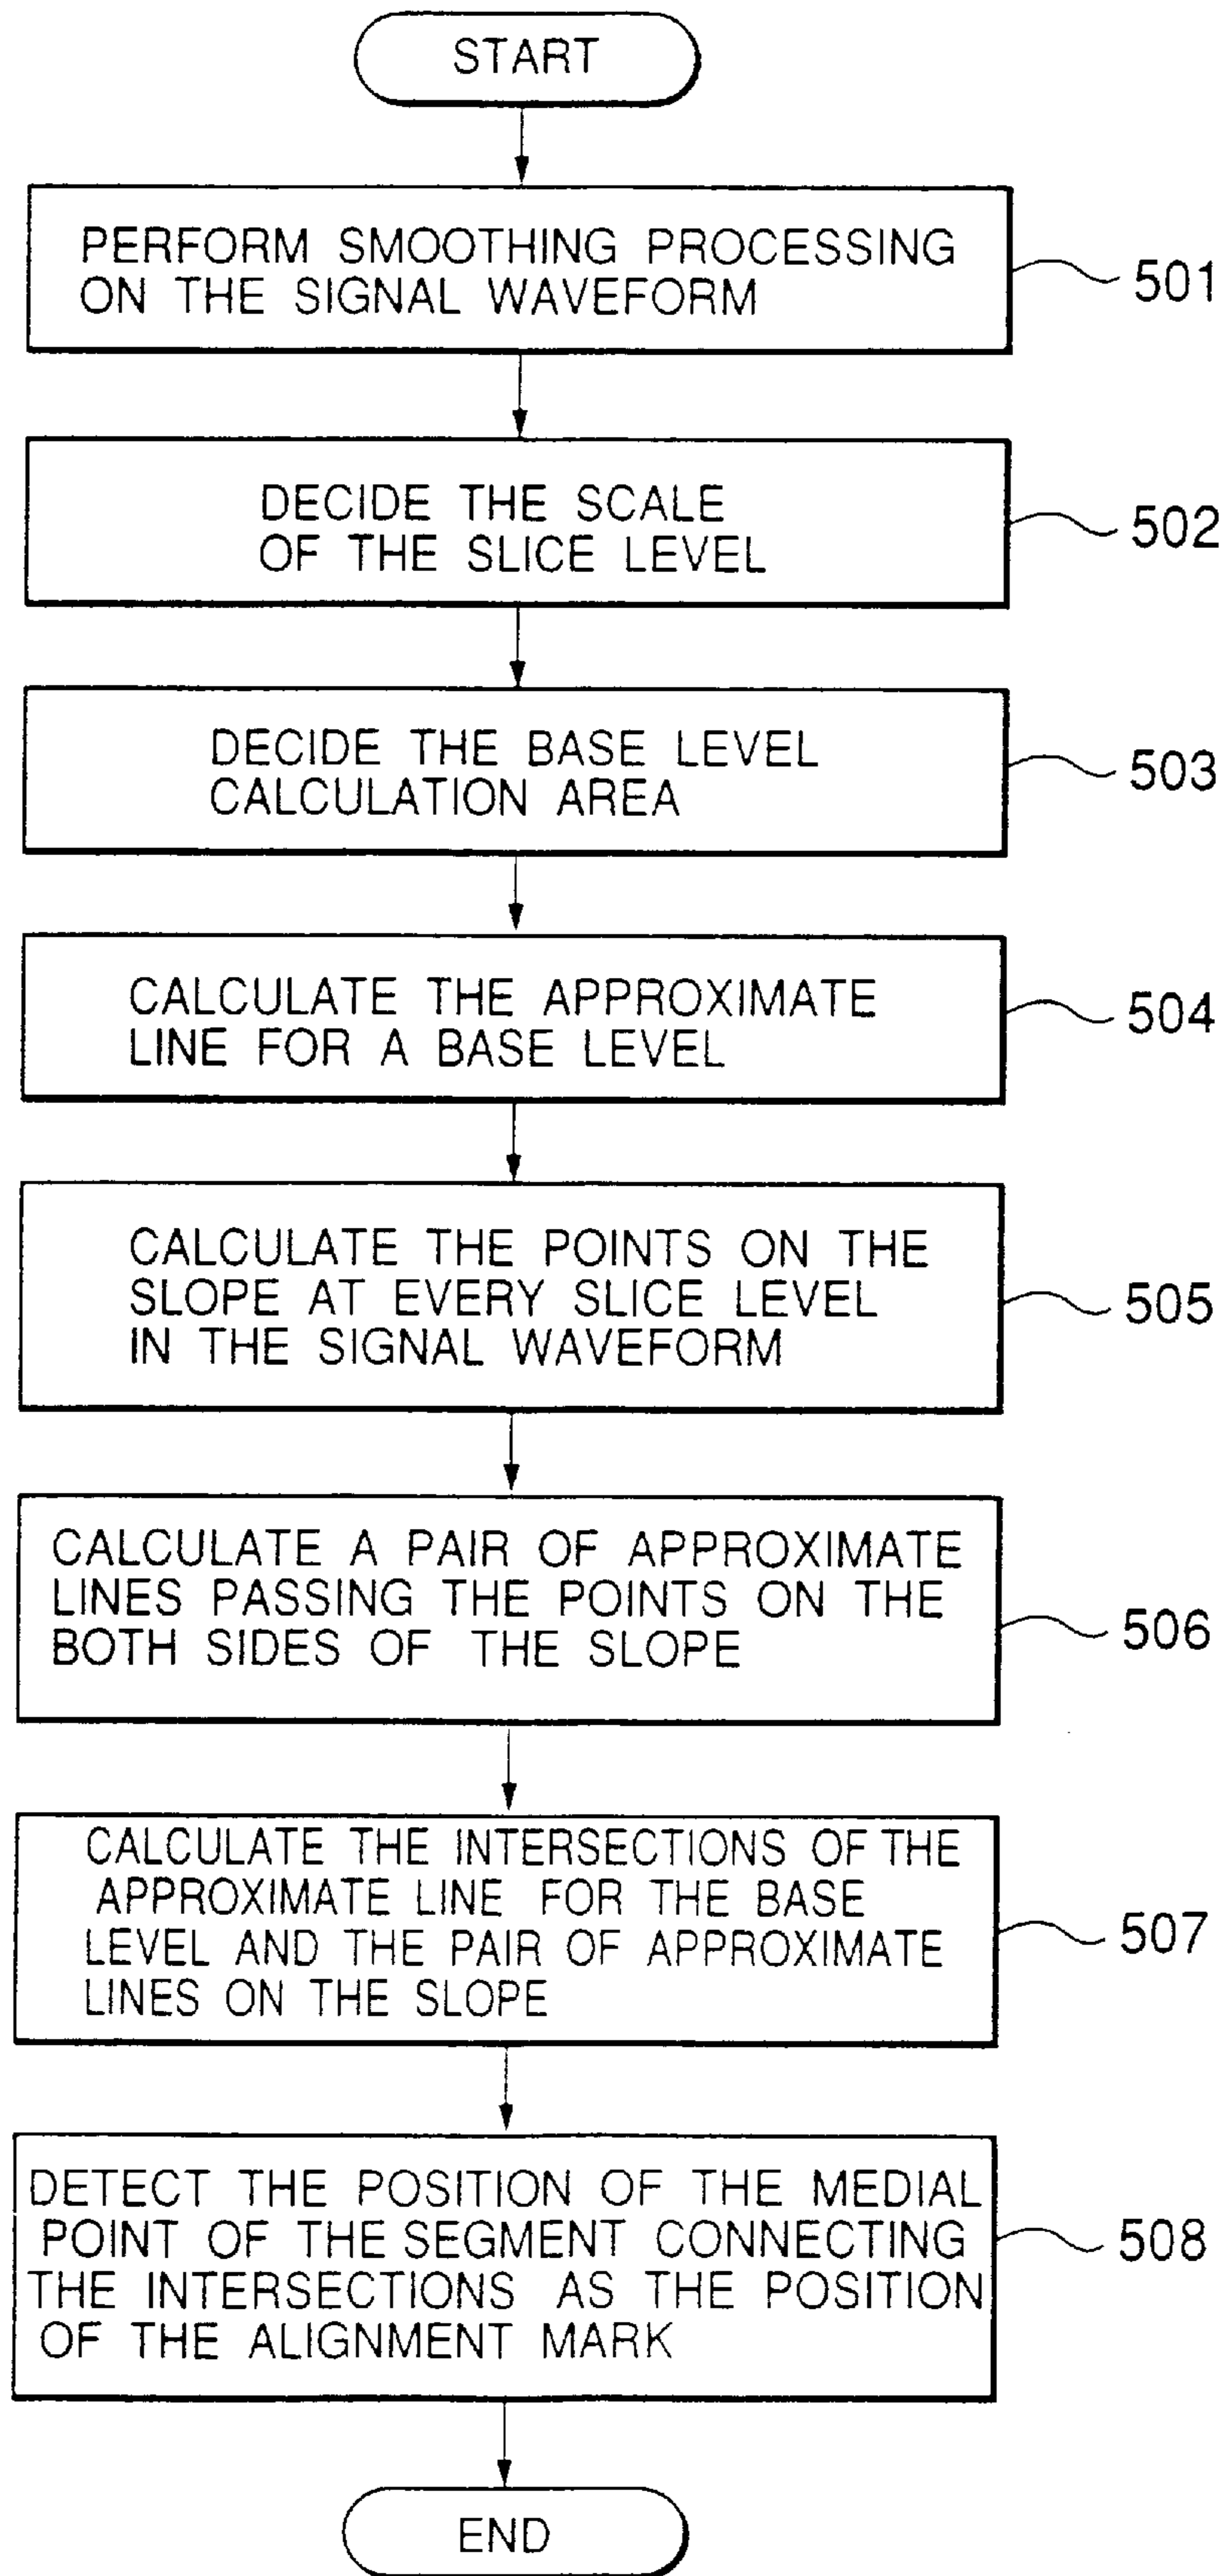 START
PERFORM SMOOTHING PROCESSING
ON THE SIGNAL WAVEFORM
501
DECIDE THE SCALE
OF THE SLICE LEVEL
502
DECIDE THE BASE LEVEL
CALCULATION AREA
503
CALCULATE THE APPROXIMATE
LINE FOR A BASE LEVEL
504
CALCULATE THE POINTS ON THE
SLOPE AT EVERY SLICE LEVEL
IN THE SIGNAL WAVEFORM
505
CALCULATE A PAIR OF APPROXIMATE
LINES PASSING THE POINTS ON THE
BOTH SIDES OF THE SLOPE
506
CALCULATE THE INTERSECTIONS OF THE
APPROXIMATE LINE FOR THE BASE
LEVEL AND THE PAIR OF APPROXIMATE
LINES ON THE SLOPE
507
DETECT THE POSITION OF THE MEDIAL
POINT OF THE SEGMENT CONNECTING
THE INTERSECTIONS AS THE POSITION
OF THE ALIGNMENT MARK
508
END